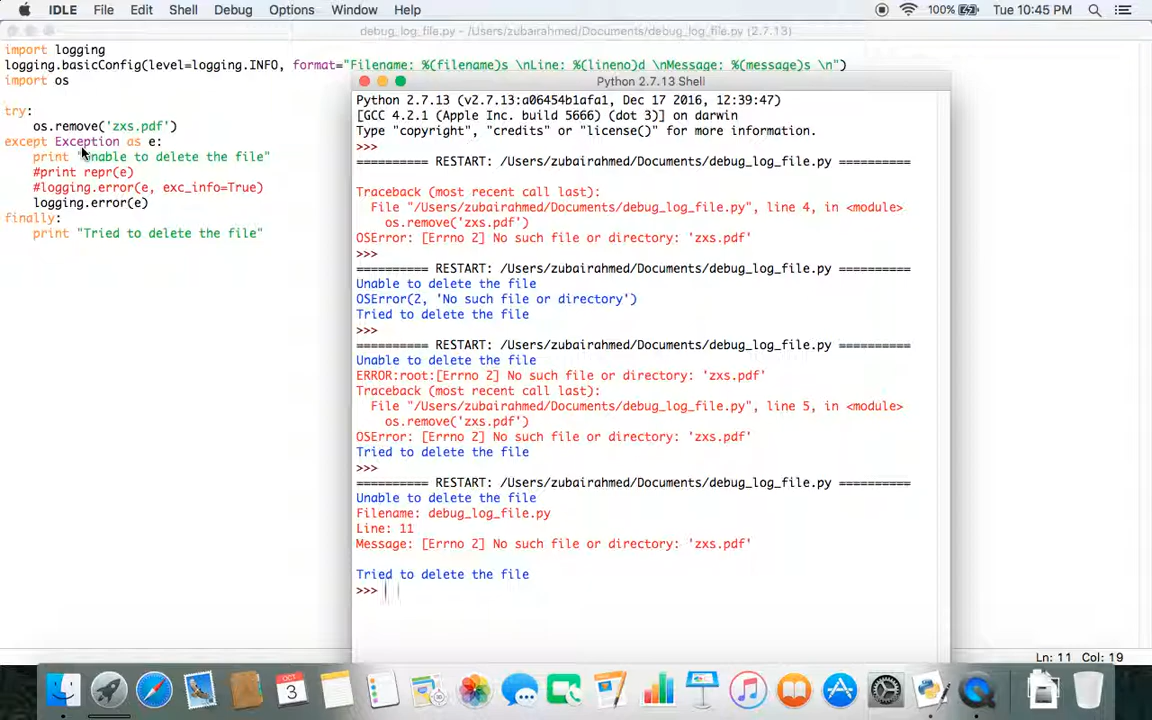 IDLE File Edit Shell Debug Options Window Help 100% Tue 10:45 PM
debug_log_file.py - /Users/zubairahmed/Documents/debug_log_file.py (2.7.13)
import logging
logging.basicConfig(level=logging.INFO, format="Filename: %(filename)s \nLine: %(lineno)d \nMessage: %(message)s \n")
import os
try:
os.remove('zxs.pdf')
except Exception as e:
print "Unable to delete the file"
#print repr(e)
#logging.error(e, exc_info=True)
logging.error(e)
finally:
print "Tried to delete the file"
Python 2.7.13 Shell
Python 2.7.13 (v2.7.13:a06454b1afa1, Dec 17 2016, 12:39:47)
[GCC 4.2.1 (Apple Inc. build 5666) (dot 3)] on darwin
Type "copyright", "credits" or "license()" for more information.
>>>
========== RESTART: /Users/zubairahmed/Documents/debug_log_file.py ==========
Traceback (most recent call last):
File "/Users/zubairahmed/Documents/debug_log_file.py", line 4, in <module>
os.remove('zxs.pdf')
OSError: [Errno 2] No such file or directory: 'zxs.pdf'
>>>
========== RESTART: /Users/zubairahmed/Documents/debug_log_file.py ==========
Unable to delete the file
OSError(2, 'No such file or directory')
Tried to delete the file
>>>
========== RESTART: /Users/zubairahmed/Documents/debug_log_file.py ==========
Unable to delete the file
ERROR:root:[Errno 2] No such file or directory: 'zxs.pdf'
Traceback (most recent call last):
File "/Users/zubairahmed/Documents/debug_log_file.py", line 5, in <module>
os.remove('zxs.pdf')
OSError: [Errno 2] No such file or directory: 'zxs.pdf'
Tried to delete the file
>>>
========== RESTART: /Users/zubairahmed/Documents/debug_log_file.py ==========
Unable to delete the file
Filename: debug_log_file.py
Line: 11
Message: [Errno 2] No such file or directory: 'zxs.pdf'
Tried to delete the file
>>>
Ln: 11 Col: 19
OCT
3